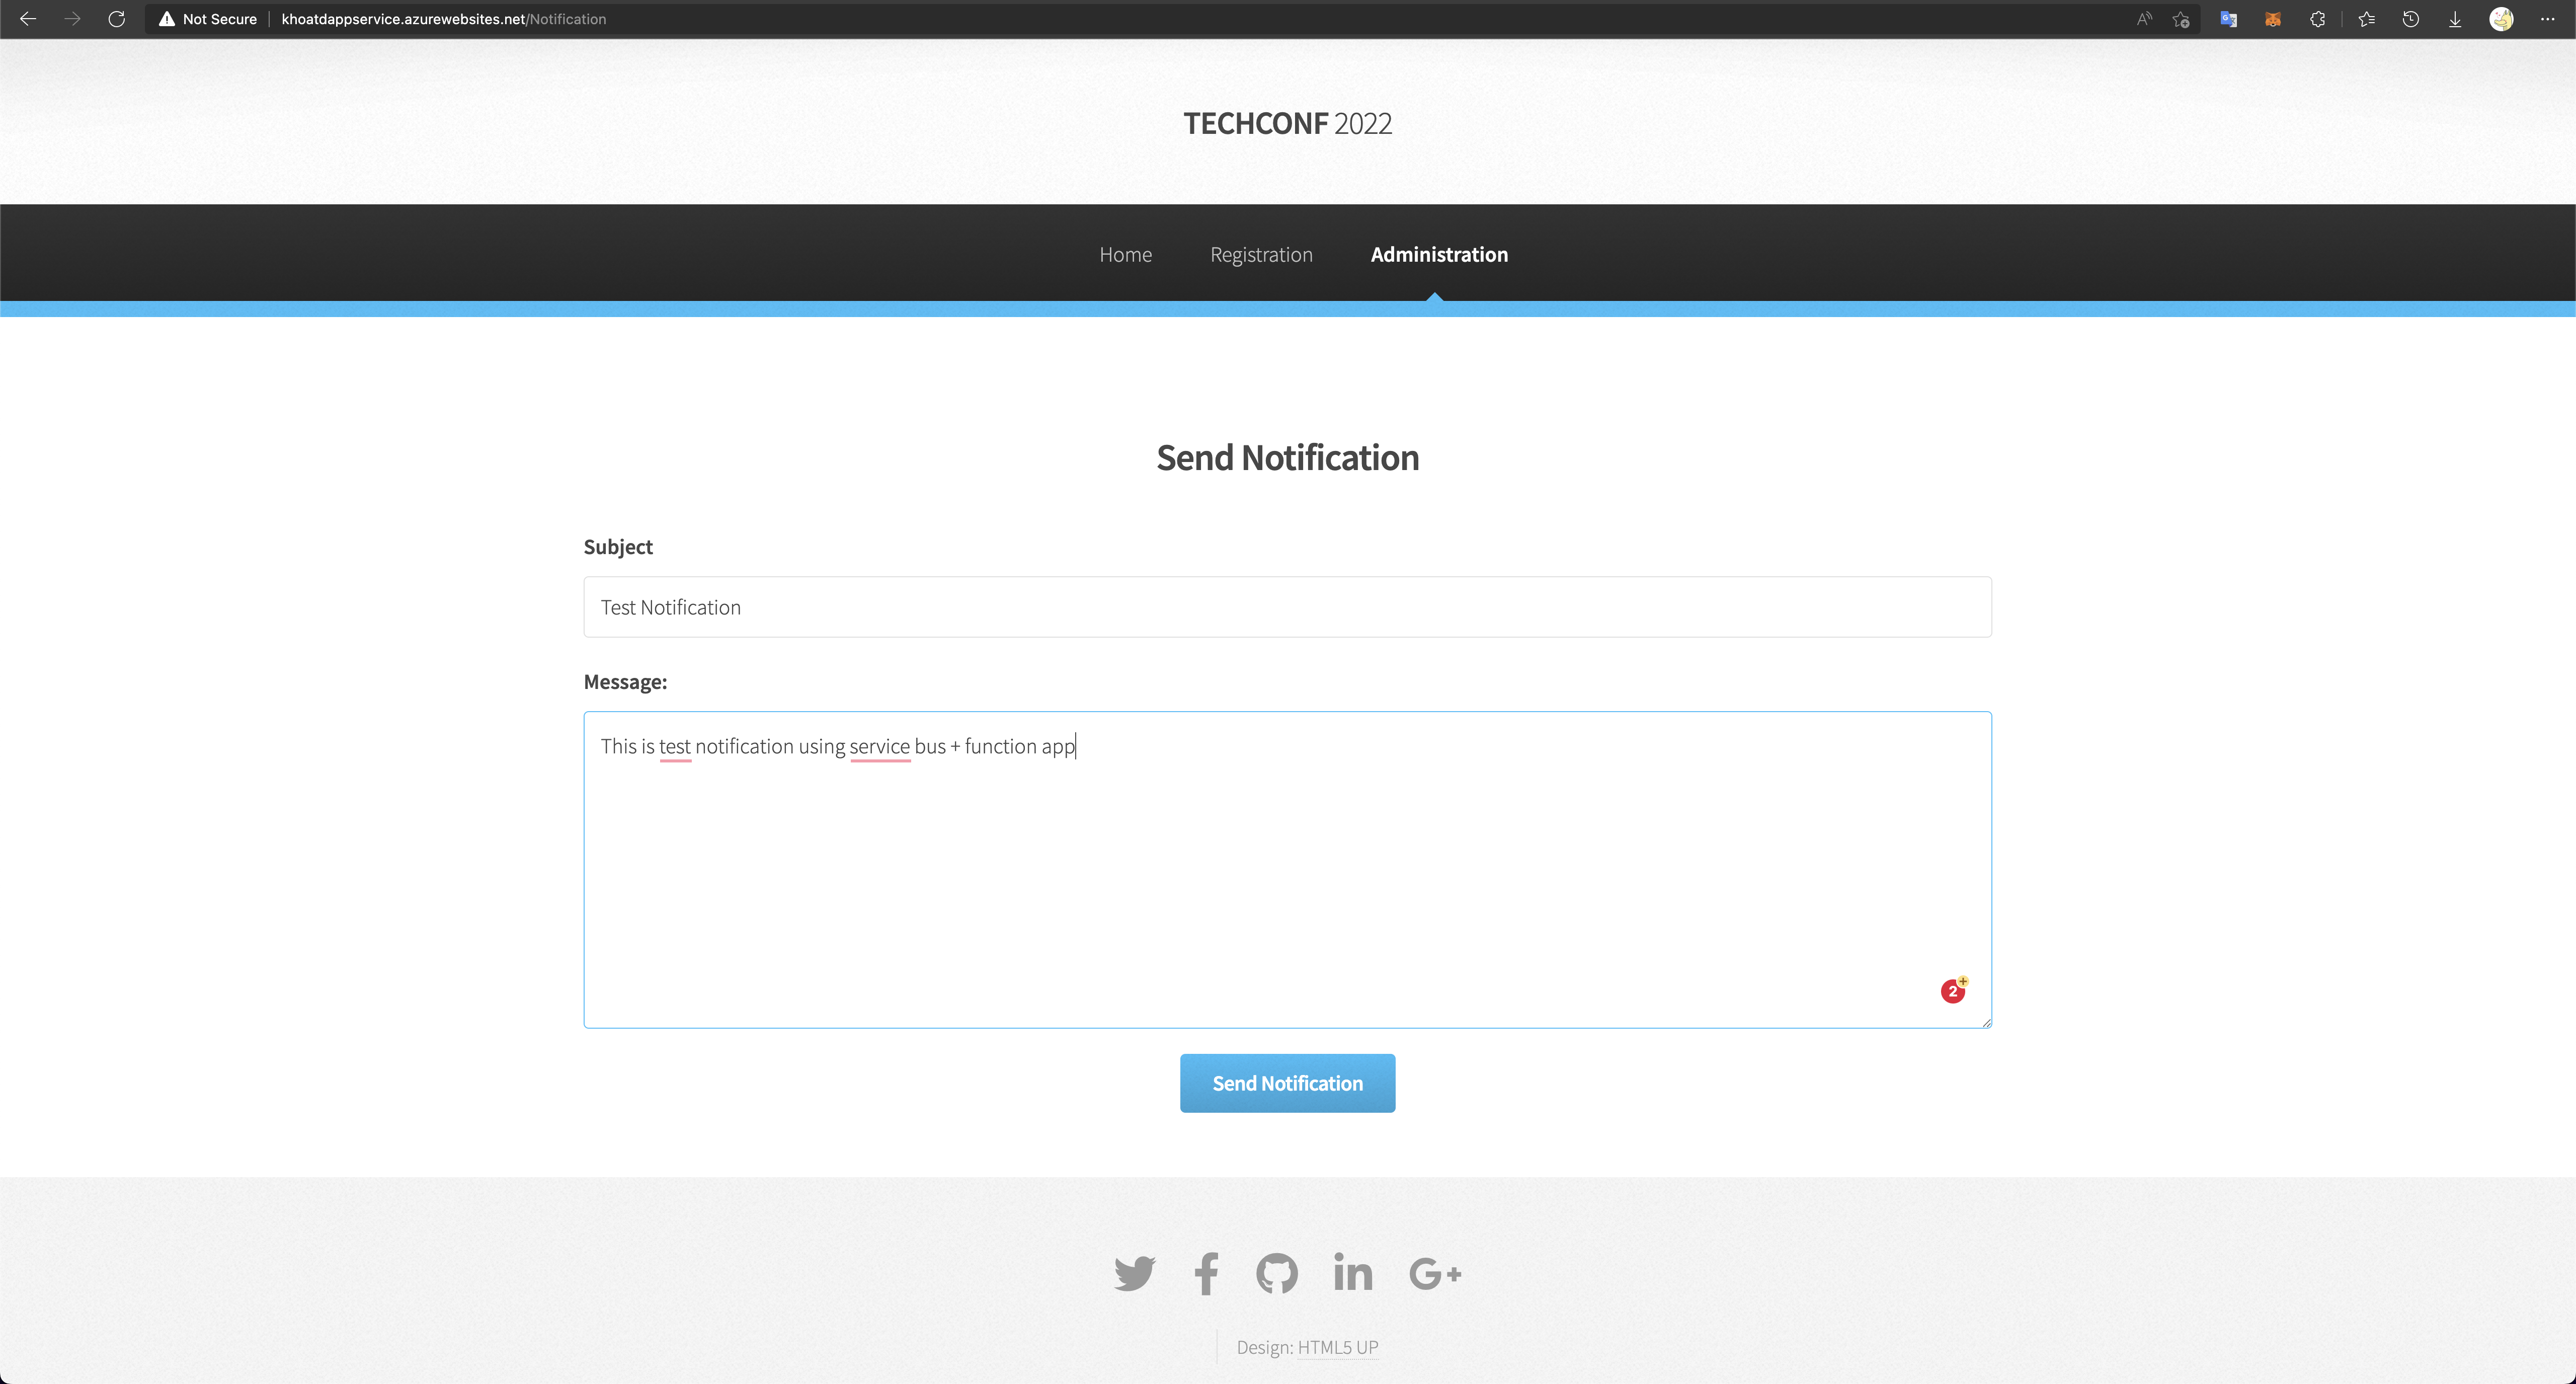 Not Secure khoatdappservice.azurewebsites.net/Notification
TECHCONF 2022
Home Registration Administration
Send Notification
Subject
Test Notification
Message:
This is test notification using service bus + function app
2
Send Notification
Design: HTML5 UP